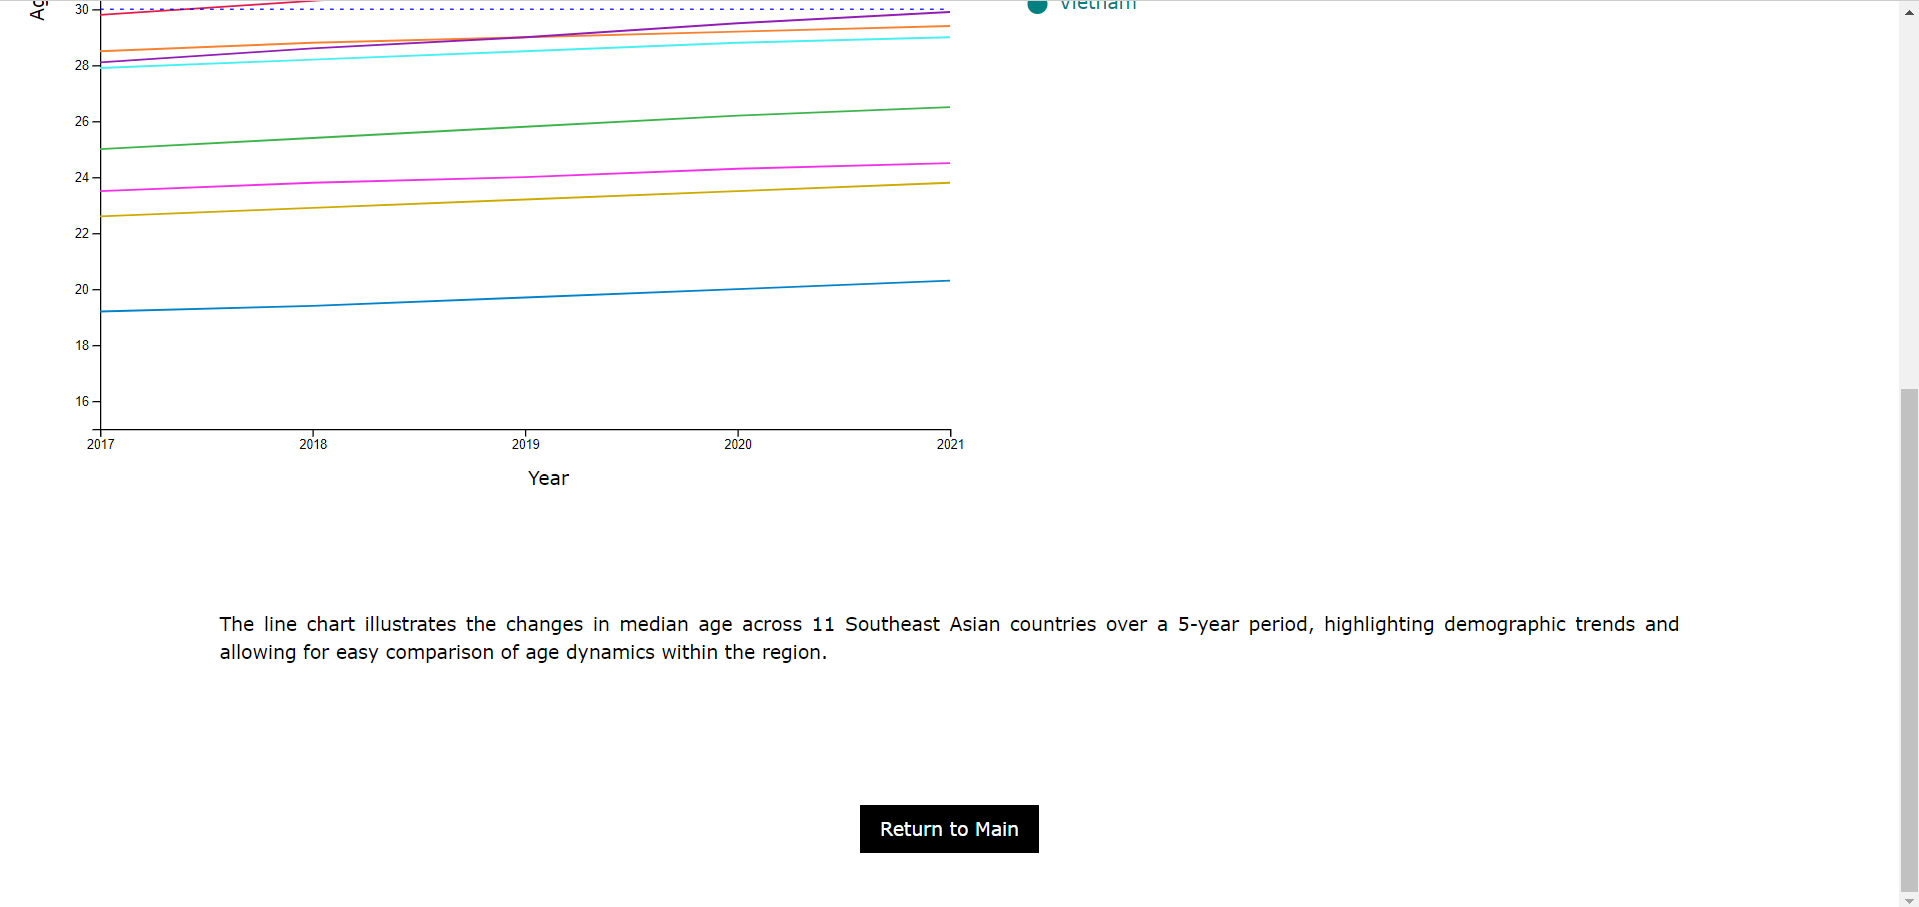 30
Vietnam
28
26
24
22
20
18
16
2017 2018 2019 2020 2021
Year
The line chart illustrates the changes in median age across 11 Southeast Asian countries over a 5-year period, highlighting demographic trends and
allowing for easy comparison of age dynamics within the region.
Return to Main